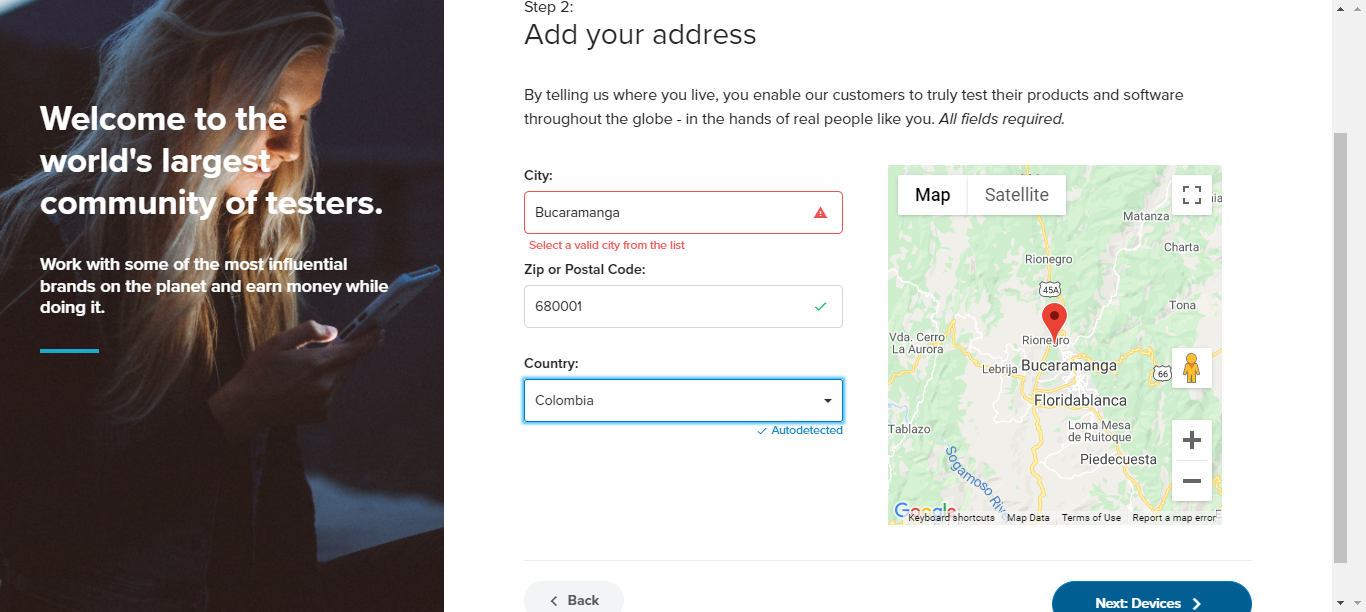 Welcome to the
world's largest
community of testers.
Work with some of the most influential
brands on the planet and earn money while
doing it.
Step 2:
Add your address
By telling us where you live, you enable our customers to truly test their products and software
throughout the globe - in the hands of real people like you. All fields required.
City:
Bucaramanga
Select a valid city from the list
Zip or Postal Code:
680001
Country:
Colombia
Autodetected
Map
Satellite
Matanza
Charta
Rionegro
45A
Tona
Vda. Cerro
La Aurora
Rionegro
Lebrija
Bucaramanga
66
Floridablanca
Tablazo
Loma Mesa
de Ruitoque
Piedecuesta
Sogamoso Riv
Google
Keyboard shortcuts
Map Data
Terms of Use
Report a map error
Back
Next: Devices